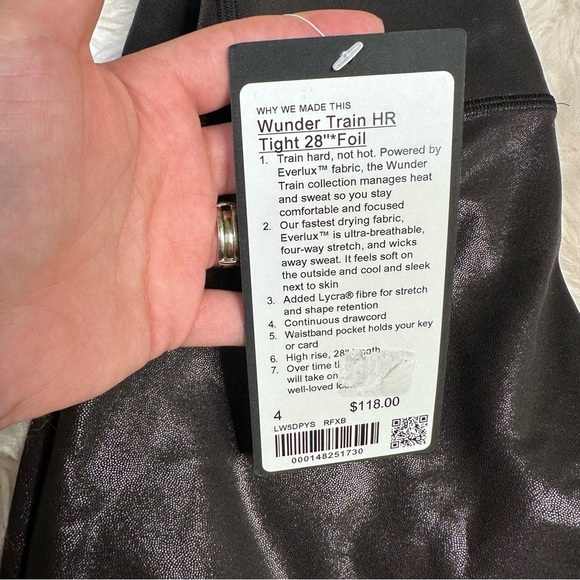 WHY WE MADE THIS
Wunder Train HR
Tight 28"*Foil
1. Train hard, not hot. Powered by
Everlux™ fabric, the Wunder
Train collection manages heat
and sweat so you stay
comfortable and focused
2. Our fastest drying fabric,
Everlux™ is ultra-breathable,
four-way stretch, and wicks
away sweat. It feels soft on
the outside and cool and sleek
next to skin
3. Added Lycra® fibre for stretch
and shape retention
4. Continuous drawcord
5. Waistband pocket holds your key
or card
6. High rise, 28" length
7. Over time
will take on
well-loved
4 $118.00
LW5DPYS RFXB
000148251730